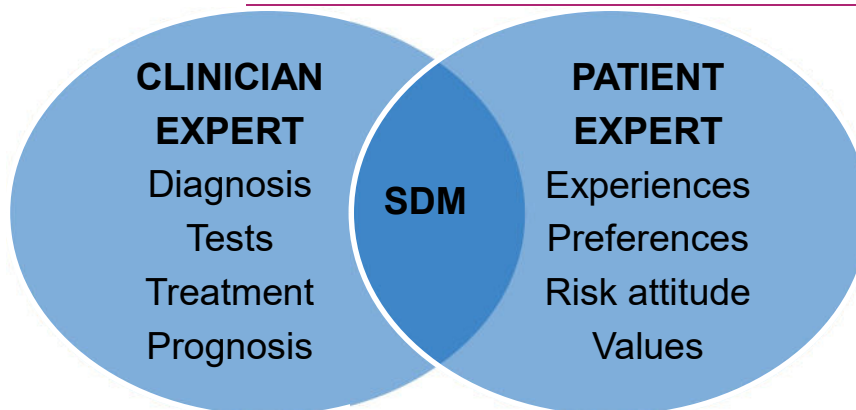 CLINICIAN
EXPERT
Diagnosis
Tests
Treatment
Prognosis
SDM
PATIENT
EXPERT
Experiences
Preferences
Risk attitude
Values